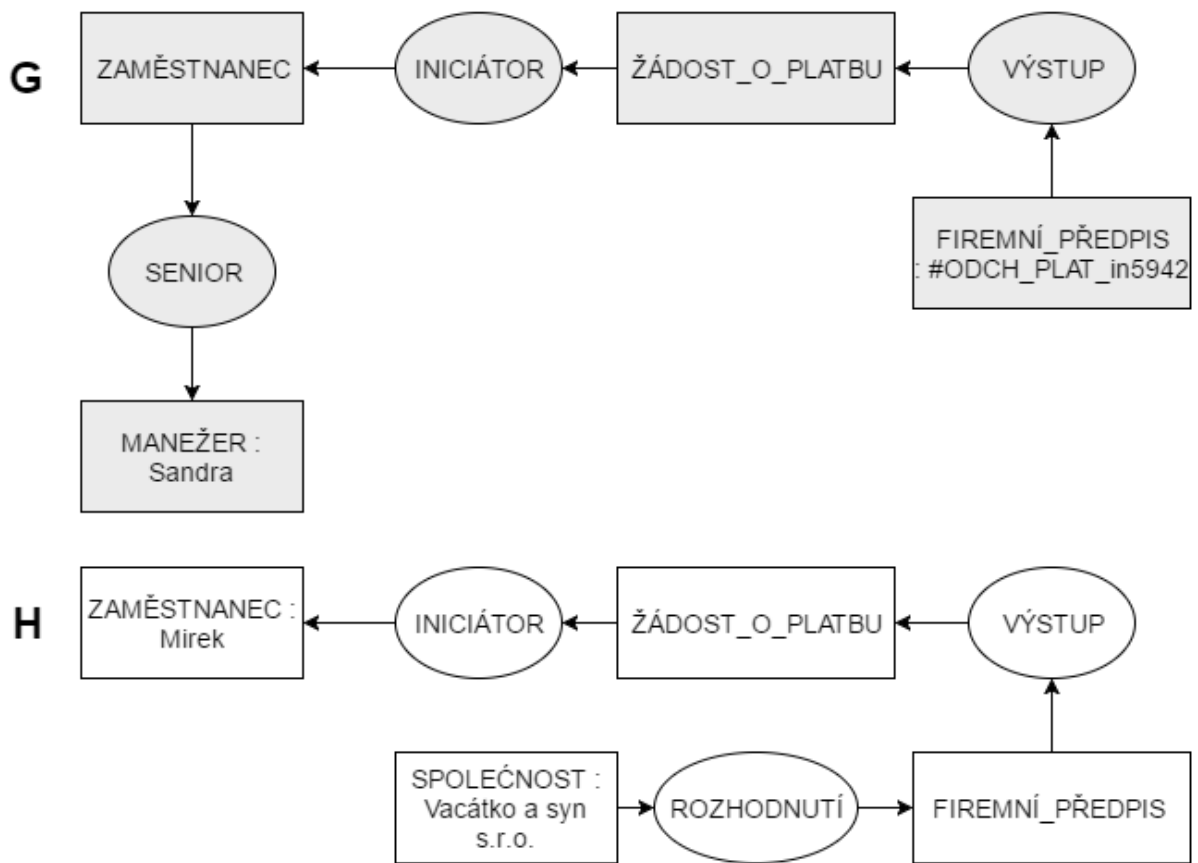 G
ZAMĚSTNANEC
INICIÁTOR
ŽÁDOST_O_PLATBU
VÝSTUP
SENIOR
FIREMNÍ_PŘEDPIS
: #ODCH_PLAT_in5942
MANEŽER :
Sandra
H
ZAMĚSTNANEC :
Mirek
INICIÁTOR
ŽÁDOST_O_PLATBU
VÝSTUP
SPOLEĆNOST :
Vacátko a syn
s.r.o.
ROZHODNUTÍ
FIREMNÍ_PŘEDPIS